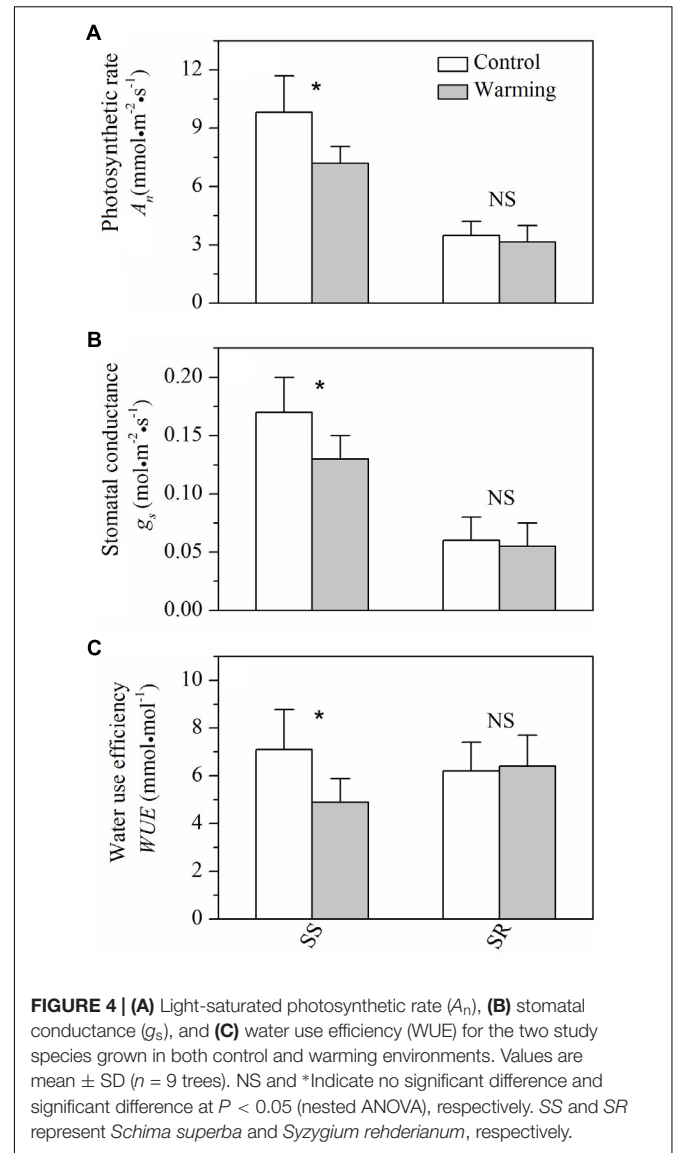 A
Photosynthetic rate
Aₙ(mmol•m⁻²•s⁻¹)
12
9
6
3
0
Control
Warming
*
NS
B
Stomatal conductance
gₛ (mol•m⁻²•s⁻¹)
0.20
0.15
0.10
0.05
0.00
*
NS
C
Water use efficiency
WUE (mmol•mol⁻¹)
10
8
6
4
2
0
*
NS
SS
SR
FIGURE 4 | (A) Light-saturated photosynthetic rate (Aₙ), (B) stomatal
conductance (gₛ), and (C) water use efficiency (WUE) for the two study
species grown in both control and warming environments. Values are
mean ± SD (n = 9 trees). NS and *Indicate no significant difference and
significant difference at P < 0.05 (nested ANOVA), respectively. SS and SR
represent Schima superba and Syzygium rehderianum, respectively.